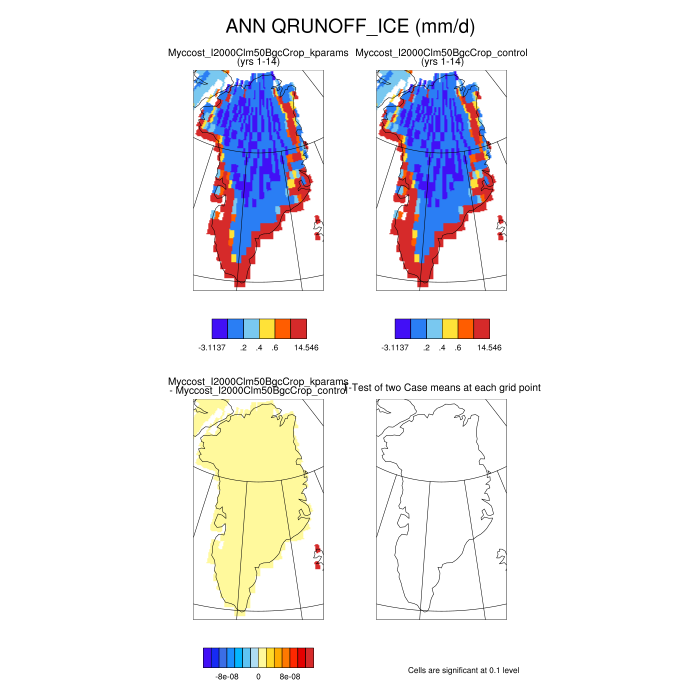 ANN QRUNOFF_ICE (mm/d)
Myccost_I2000Clm50BgcCrop_kparams
(yrs 1-14)
Myccost_I2000Clm50BgcCrop_control
(yrs 1-14)
-3.1137 .2 .4 .6 14.546
-3.1137 .2 .4 .6 14.546
Myccost_I2000Clm50BgcCrop_kparams
- Myccost_I2000Clm50BgcCrop_control
-Test of two Case means at each grid point
-8e-08 0 8e-08
Cells are significant at 0.1 level